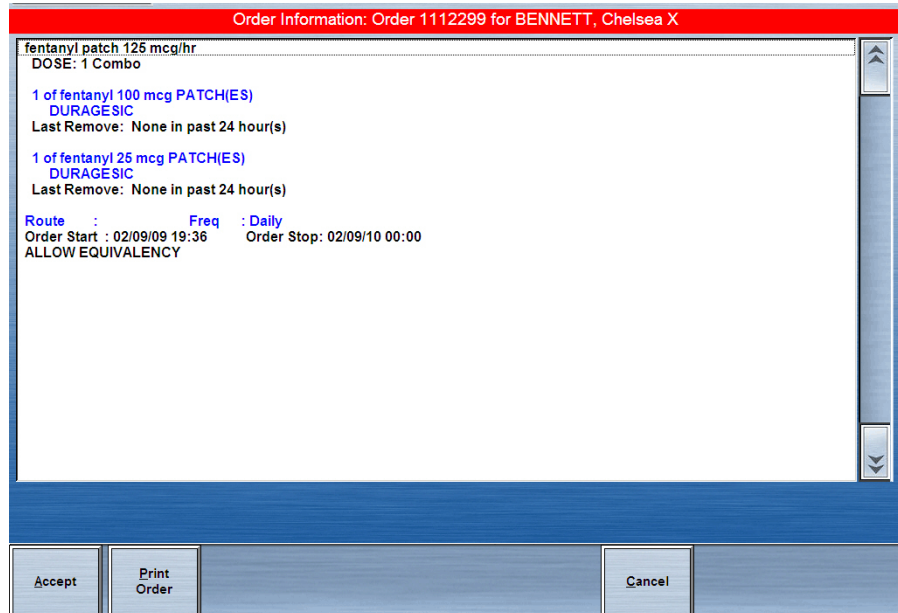 Order Information: Order 1112299 for BENNETT, Chelsea X
fentanyl patch 125 mcg/hr
DOSE: 1 Combo
1 of fentanyl 100 mcg PATCH(ES)
DURAGESIC
Last Remove: None in past 24 hour(s)
1 of fentanyl 25 mcg PATCH(ES)
DURAGESIC
Last Remove: None in past 24 hour(s)
Route : Freq : Daily
Order Start : 02/09/09 19:36 Order Stop: 02/09/10 00:00
ALLOW EQUIVALENCY
Accept
Print
Order
Cancel